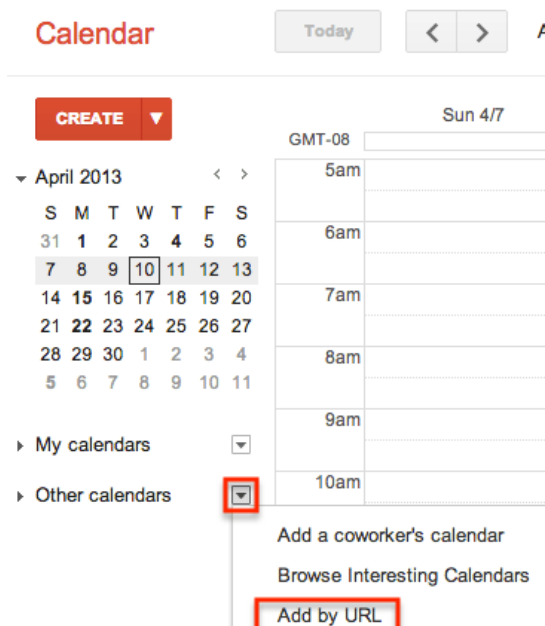 Calendar
Today
< >
A
CREATE
April 2013 < >
S M T W T F S
31 1 2 3 4 5 6
7 8 9 10 11 12 13
14 15 16 17 18 19 20
21 22 23 24 25 26 27
28 29 30 1 2 3 4
5 6 7 8 9 10 11
My calendars
Other calendars
Sun 4/7
GMT-08
5am
6am
7am
8am
9am
10am
Add a coworker's calendar
Browse Interesting Calendars
Add by URL